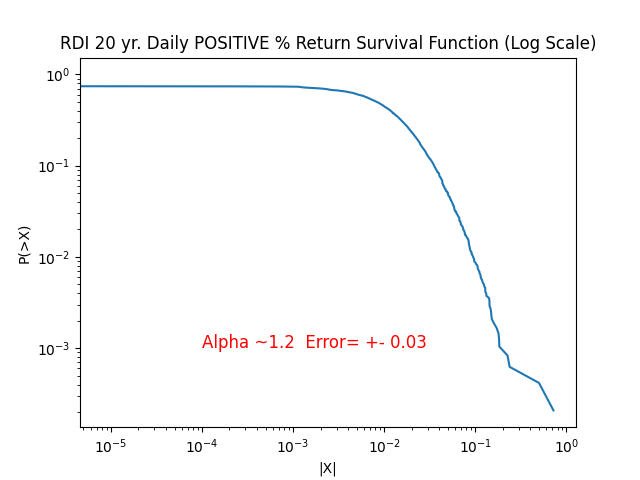 RDI 20 yr. Daily POSITIVE % Return Survival Function (Log Scale)
10⁰
10⁻¹
10⁻²
10⁻³
P(>X)
Alpha ~1.2  Error= +- 0.03
10⁻⁵ 10⁻⁴ 10⁻³ 10⁻² 10⁻¹ 10⁰
|X|